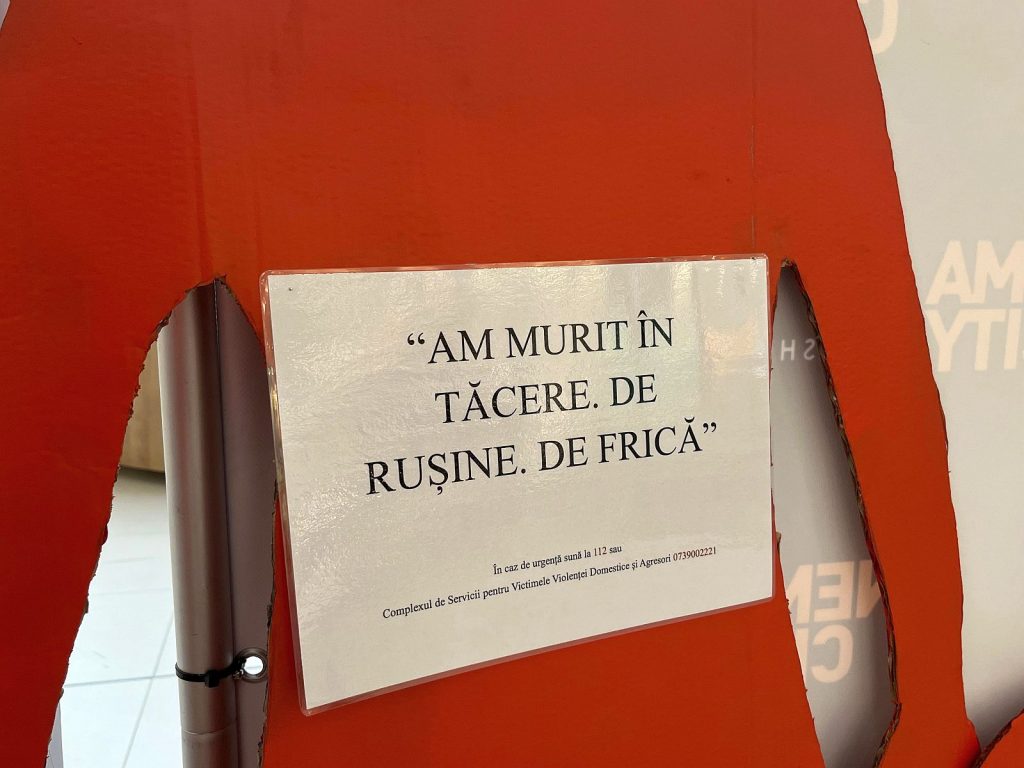 “AM MURIT ÎN
TĂCERE. DE
RUȘINE. DE FRICĂ”
În caz de urgență sună la 112 sau
Complexul de Servicii pentru Victimele Violenței Domestice și Agresori 0739002221